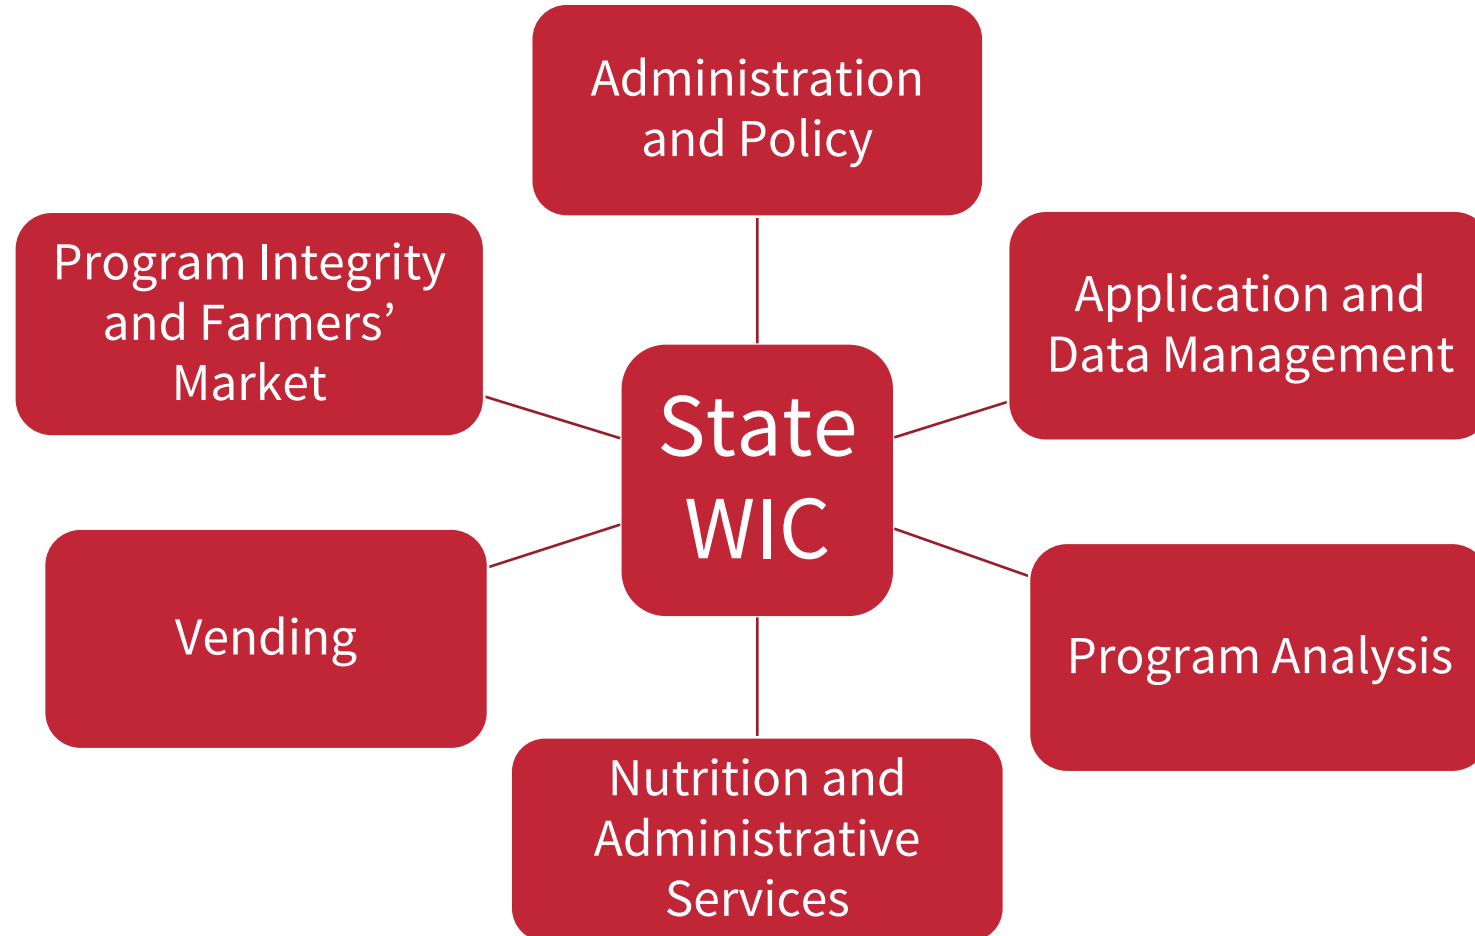 Administration
and Policy
Program Integrity
and Farmers’
Market
Application and
Data Management
State
WIC
Vending
Program Analysis
Nutrition and
Administrative
Services